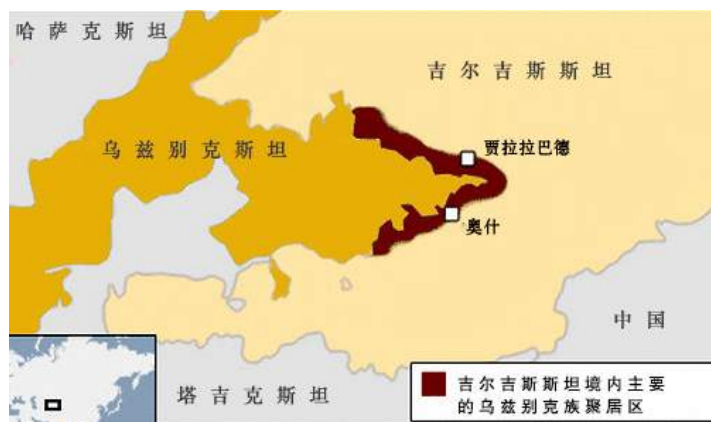 哈萨克斯坦
吉尔吉斯斯坦
乌兹别克斯坦
贾拉拉巴德
奥什
中国
塔吉克斯坦
吉尔吉斯斯坦境内主要
的乌兹别克族聚居区